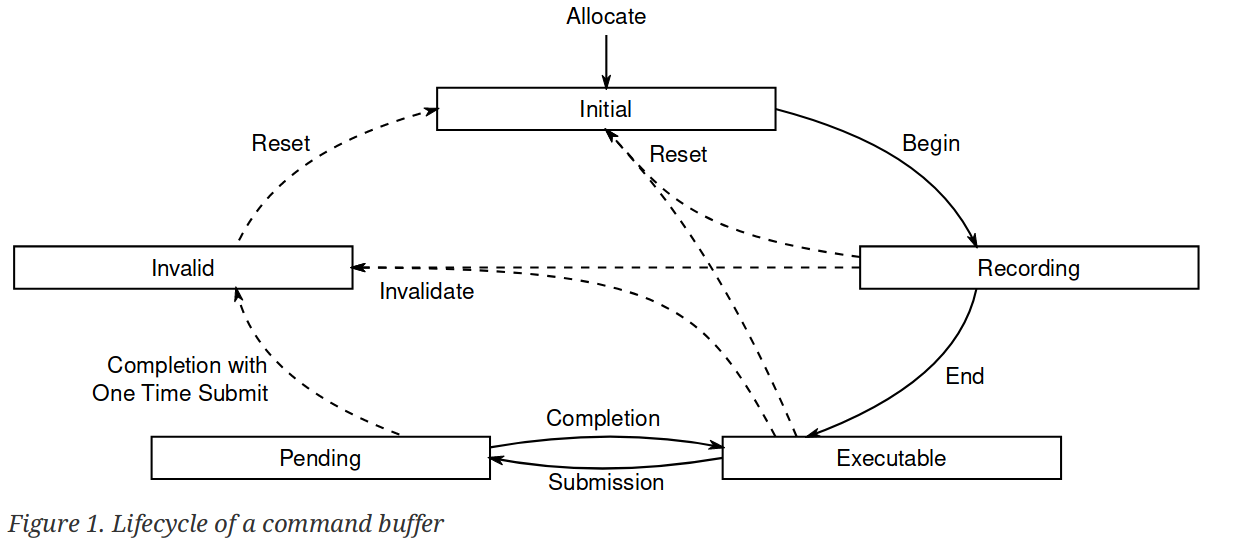 Allocate
Initial
Reset
Begin
Reset
Invalid
Recording
Invalidate
Completion with
One Time Submit
End
Completion
Pending
Executable
Submission
Figure 1. Lifecycle of a command buffer